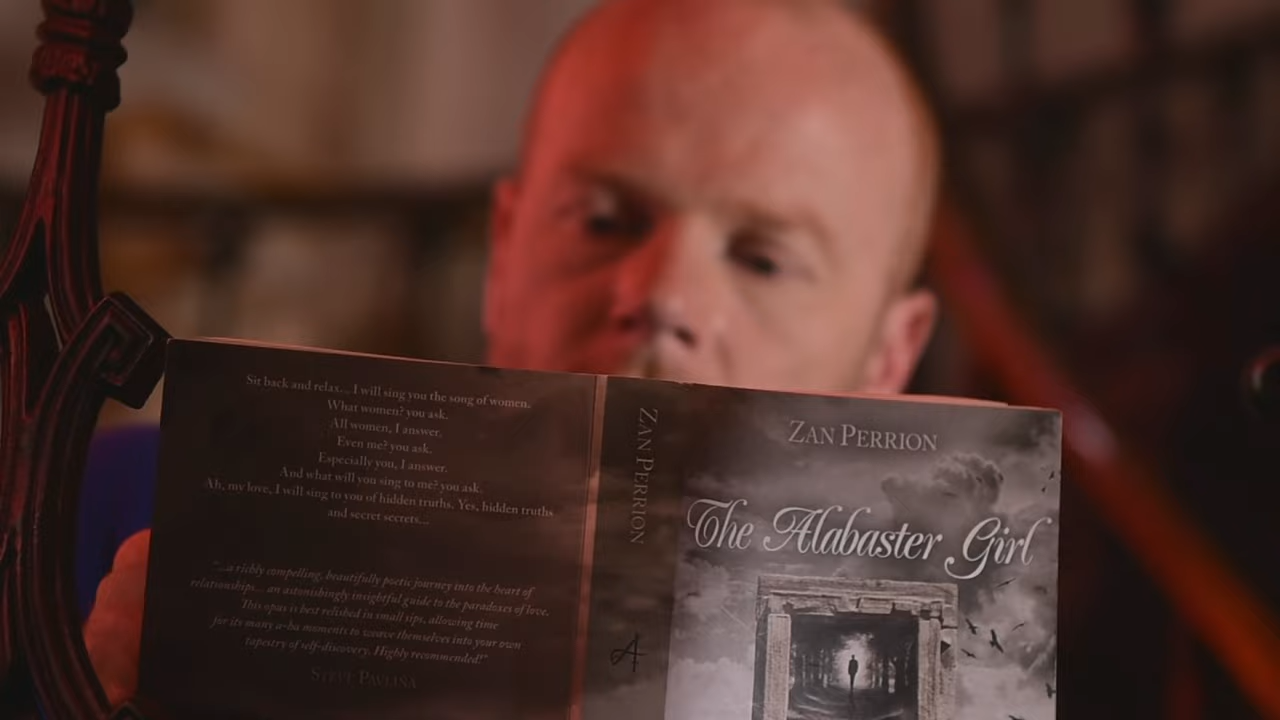 Sit back and relax... I will sing you the song of women.
What women? you ask.
All women, I answer.
Even me? you ask.
Especially you, I answer.
And what will you sing to me? you ask.
Ah, my love, I will sing to you of hidden truths. Yes, hidden truths
and secret secrets...
"...a richly compelling, beautifully poetic journey into the heart of
relationships... an astonishingly insightful guide to the paradoxes of love.
This opus is best relished in small sips, allowing time
for its many a-ha moments to weave themselves into your own
tapestry of self-discovery. Highly recommended!"
STEVE PAVLINA
ZAN PERRION
A
ZAN PERRION
The Alabaster Girl